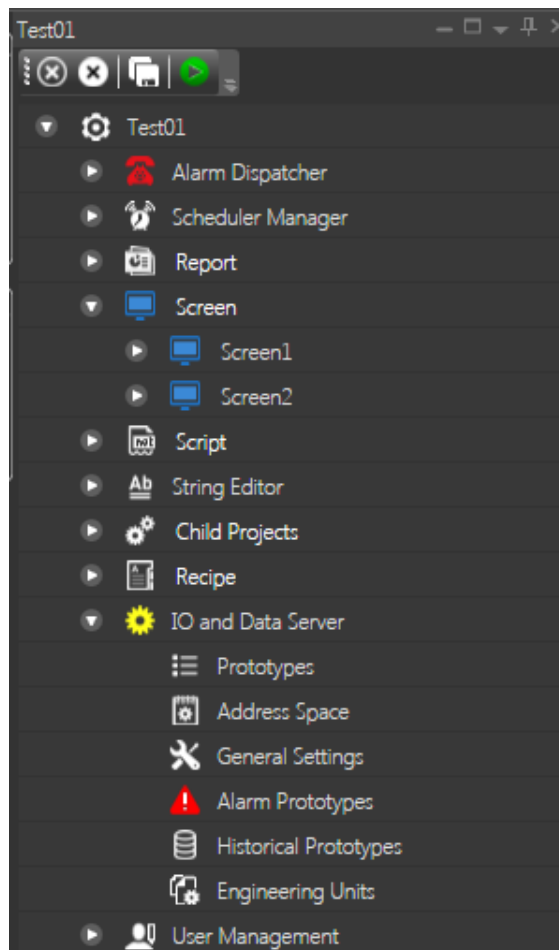 Test01
Test01
Alarm Dispatcher
Scheduler Manager
Report
Screen
Screen1
Screen2
Script
Ab String Editor
Child Projects
Recipe
IO and Data Server
Prototypes
Address Space
General Settings
Alarm Prototypes
Historical Prototypes
Engineering Units
User Management